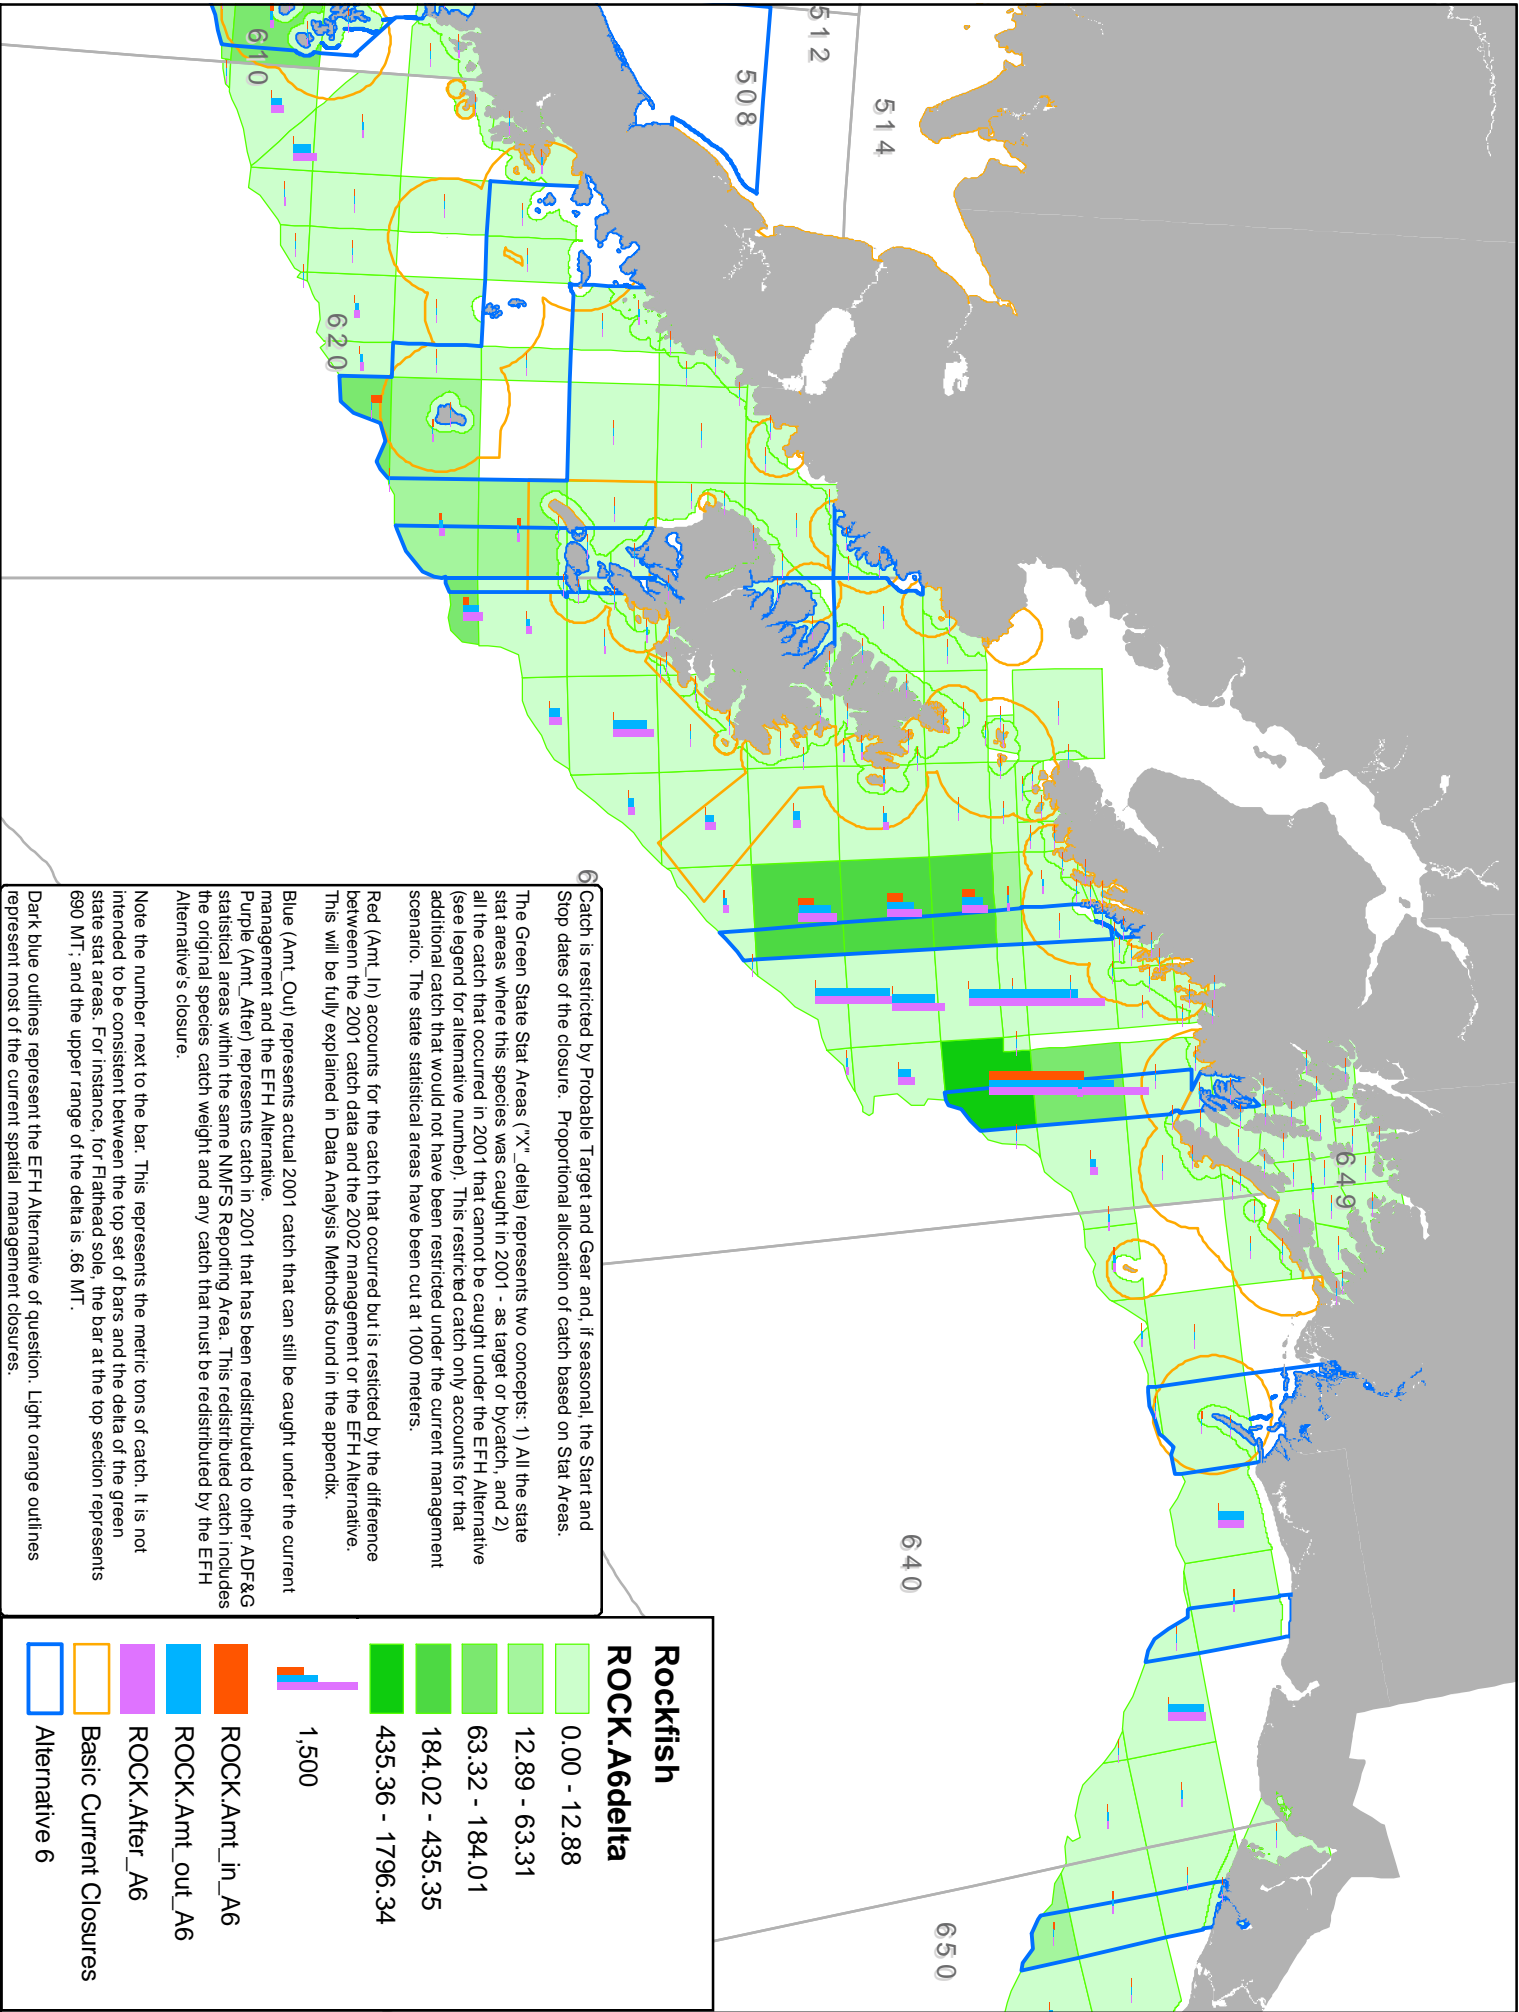 512
514
508
610
620
649
640
650
6
Catch is restricted by Probable Target and Gear and, if seasonal, the Start and
Stop dates of the closure.  Proportional allocation of catch based on Stat Areas.
The Green State Stat Areas ("X"_delta) represents two concepts: 1) All the state
stat areas where this species was caught in 2001 - as target or bycatch, and 2)
all the catch that occurred in 2001 that cannot be caught under the EFH Alternative
(see legend for alternative number). This restricted catch only accounts for that
additional catch that would not have been restricted under the current management
scenario. The state statistical areas have been cut at 1000 meters.
Red (Amt_In) accounts for the catch that occurred but is resticted by the difference
betweenn the 2001 catch data and the 2002 management or the EFH Alternative.
This will be fully explained in Data Analysis Methods found in the appendix.
Blue (Amt_Out) represents actual 2001 catch that can still be caught under the current
management and the EFH Alternative.
Purple (Amt_After) represents catch in 2001 that has been redistributed to other ADF&G
statistical areas within the same NMFS Reporting Area. This redistributed catch includes
the original species catch weight and any catch that must be redistributed by the EFH
Alternative's closure.
Note the number next to the bar. This represents the metric tons of catch. It is not
intended to be consistent between the top set of bars and the delta of the green
state stat areas. For instance, for Flathead sole, the bar at the top section represents
690 MT; and the upper range of the delta is .66 MT.
Dark blue outlines represent the EFH Alternative of question. Light orange outlines
represent most of the current spatial management closures.
Rockfish
ROCK.A6delta
0.00 - 12.88
12.89 - 63.31
63.32 - 184.01
184.02 - 435.35
435.36 - 1796.34
1,500
ROCK.Amt_in_A6
ROCK.Amt_out_A6
ROCK.After_A6
Basic Current Closures
Alternative 6